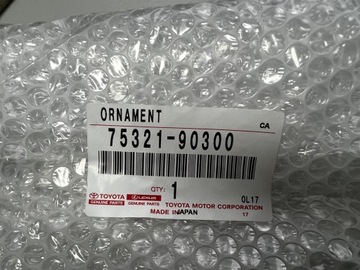 ORNAMENT
CA
75321-90300
QTY: 1
0L17
TOYOTA GENUINE PARTS LEXUS GENUINE PARTS TOYOTA MOTOR CORPORATION
MADE IN JAPAN 17